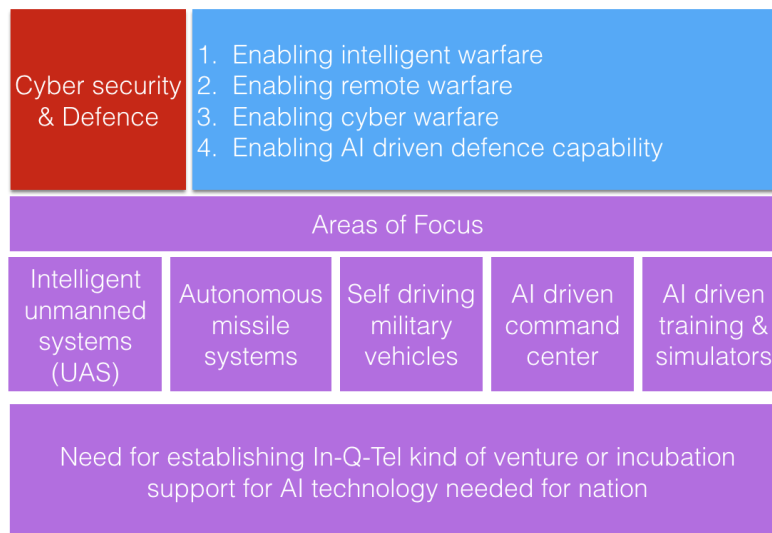 Cyber security
& Defence
1. Enabling intelligent warfare
2. Enabling remote warfare
3. Enabling cyber warfare
4. Enabling AI driven defence capability
Areas of Focus
Intelligent
unmanned
systems
(UAS)
Autonomous
missile
systems
Self driving
military
vehicles
AI driven
command
center
AI driven
training &
simulators
Need for establishing In-Q-Tel kind of venture or incubation
support for AI technology needed for nation